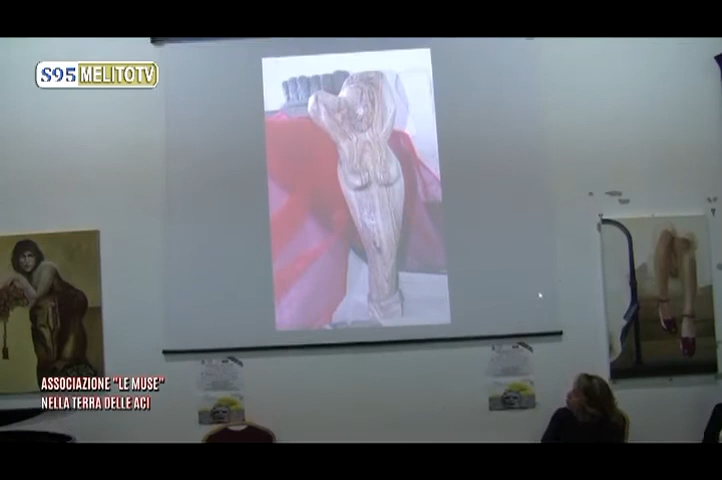 S95 MELITOTV
ASSOCIAZIONE "LE MUSE"
NELLA TERRA DELLE ACI